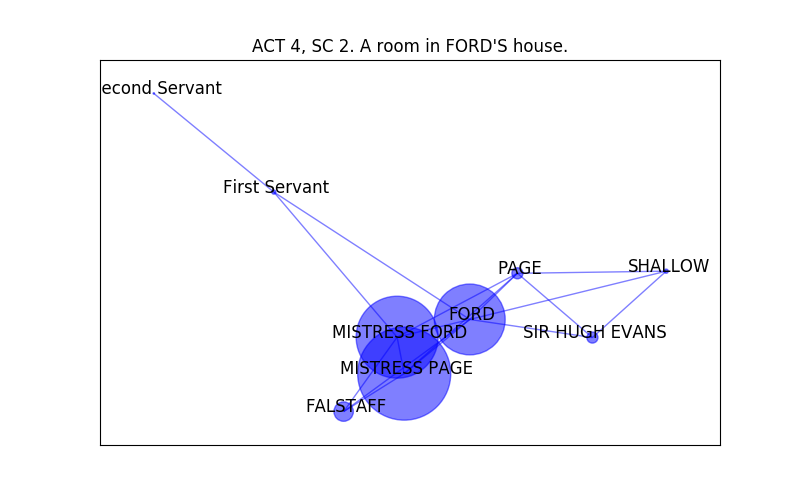 ACT 4, SC 2. A room in FORD'S house.
econd Servant
First Servant
PAGE
SHALLOW
FORD
MISTRESS FORD
SIR HUGH EVANS
MISTRESS PAGE
FALSTAFF